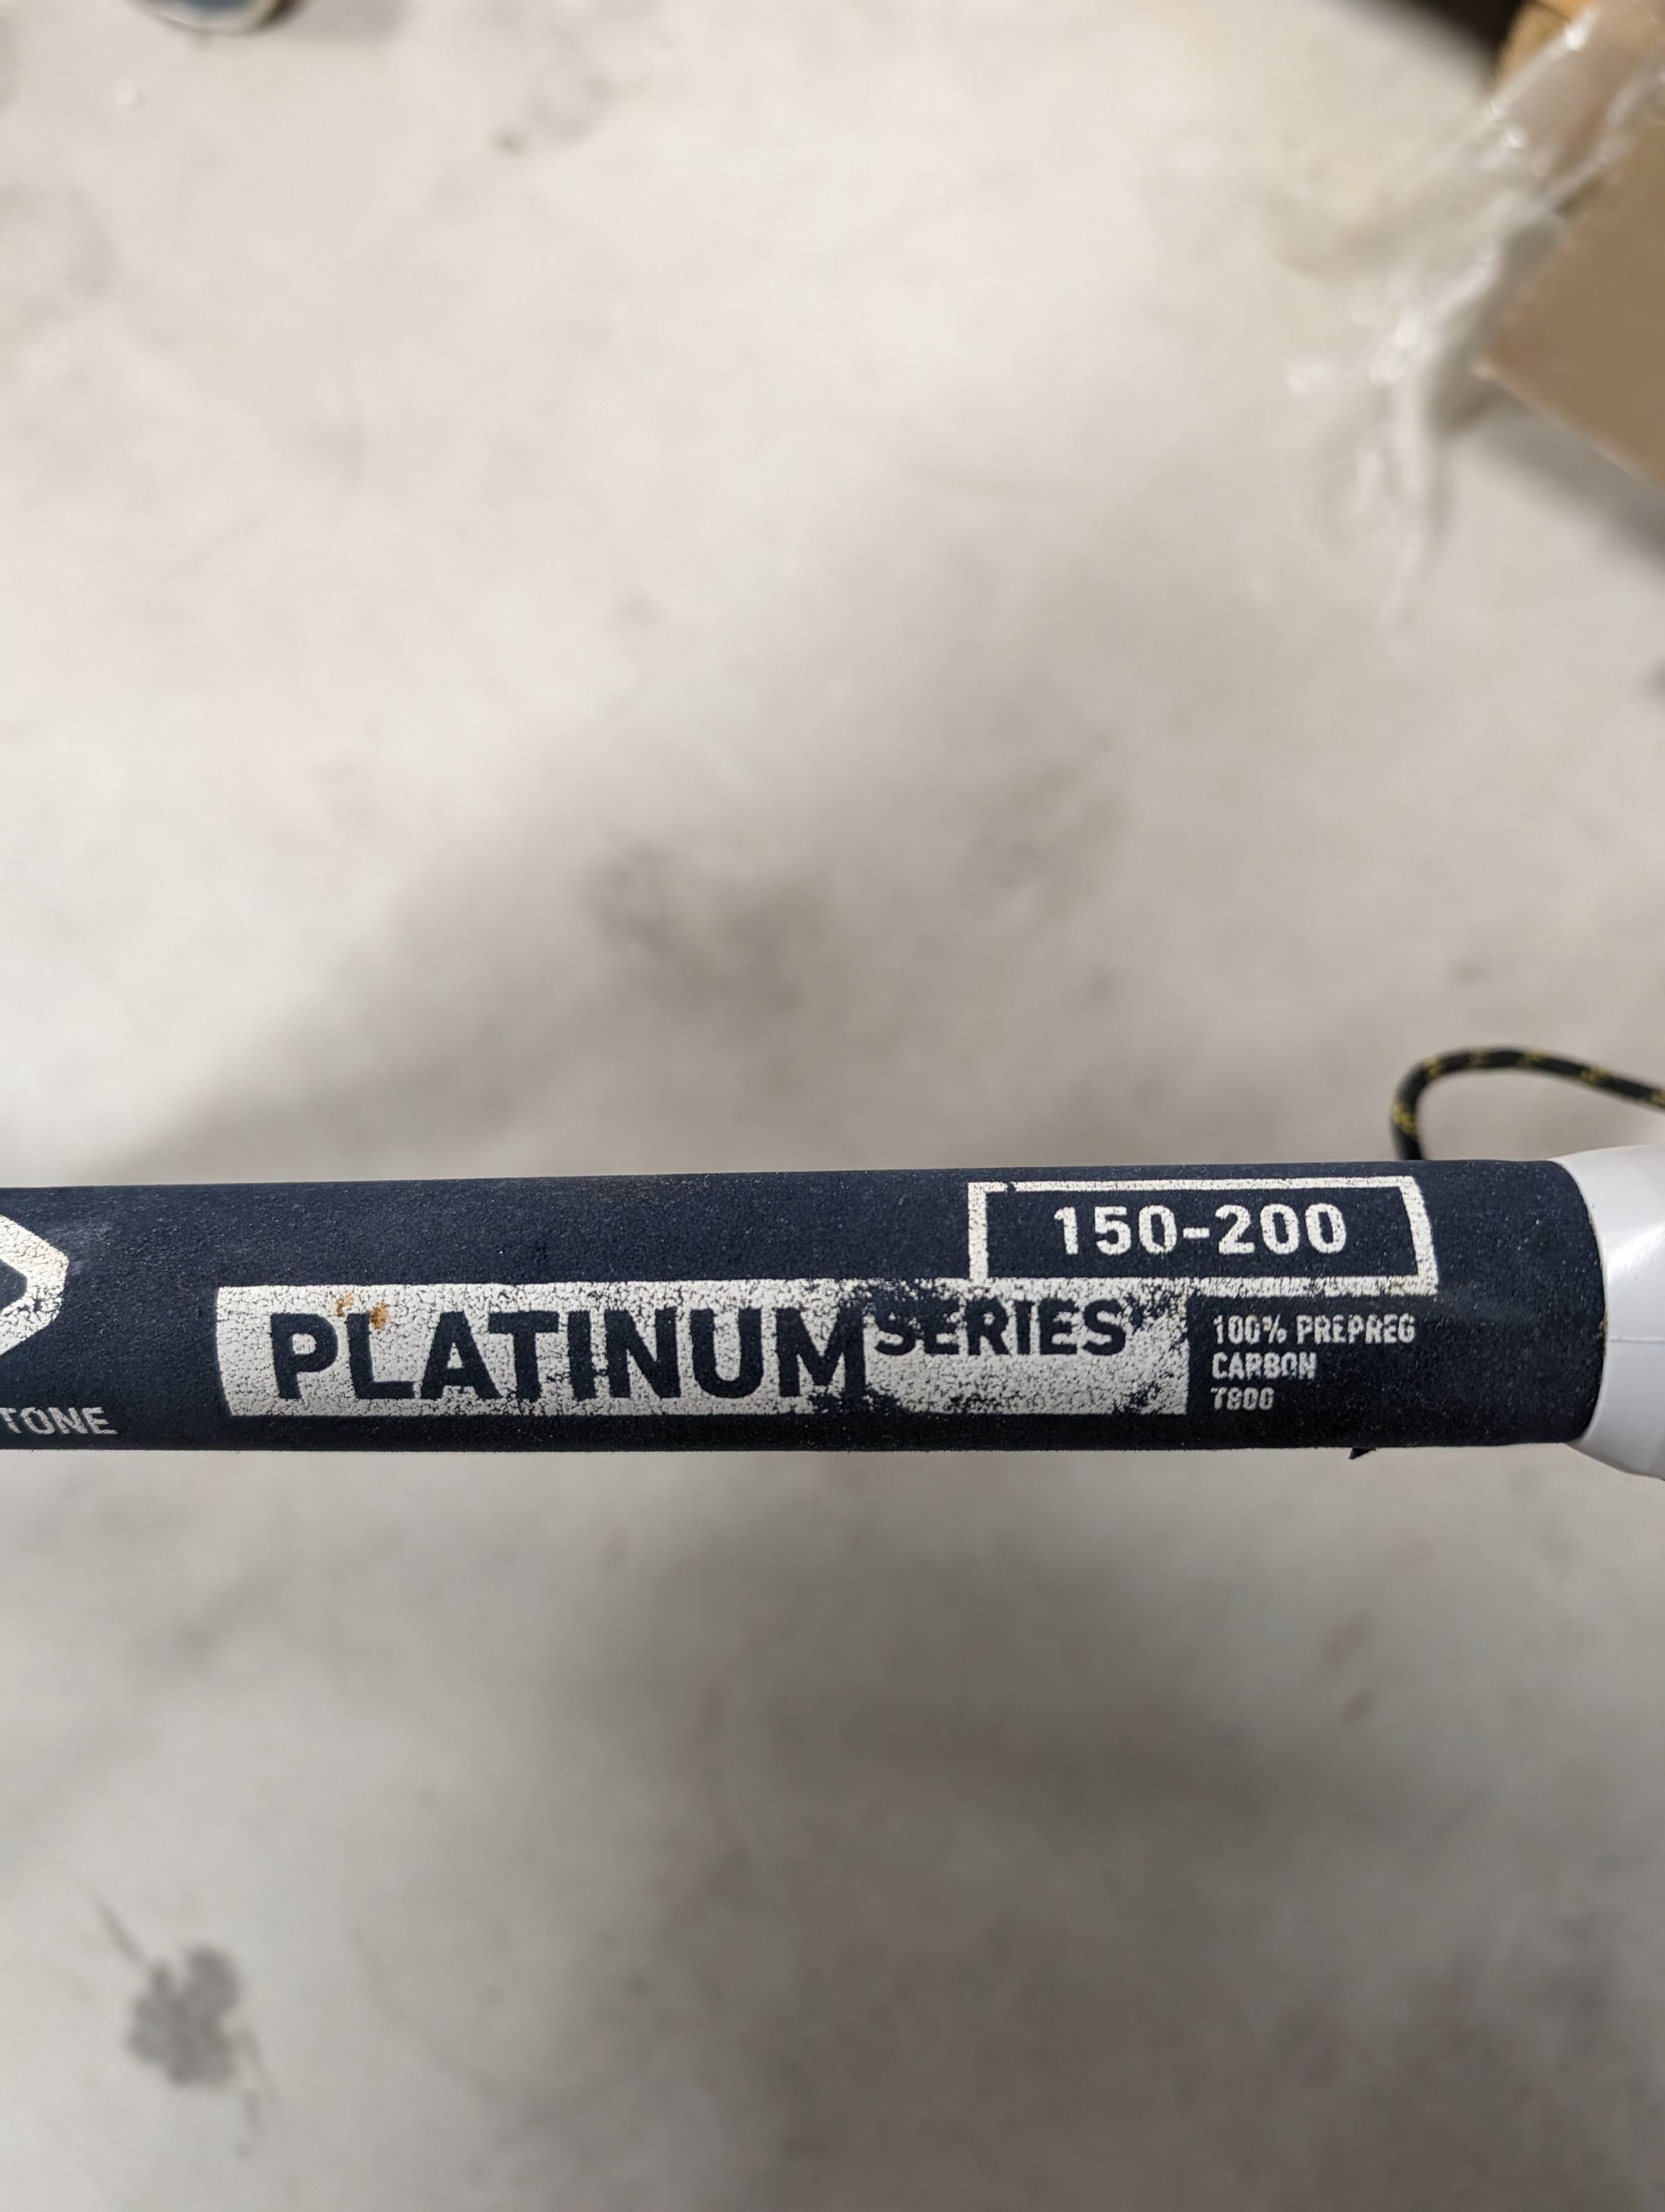 150-200
PLATINUM SERIES
100% PREPREG
CARBON
T800
TONE